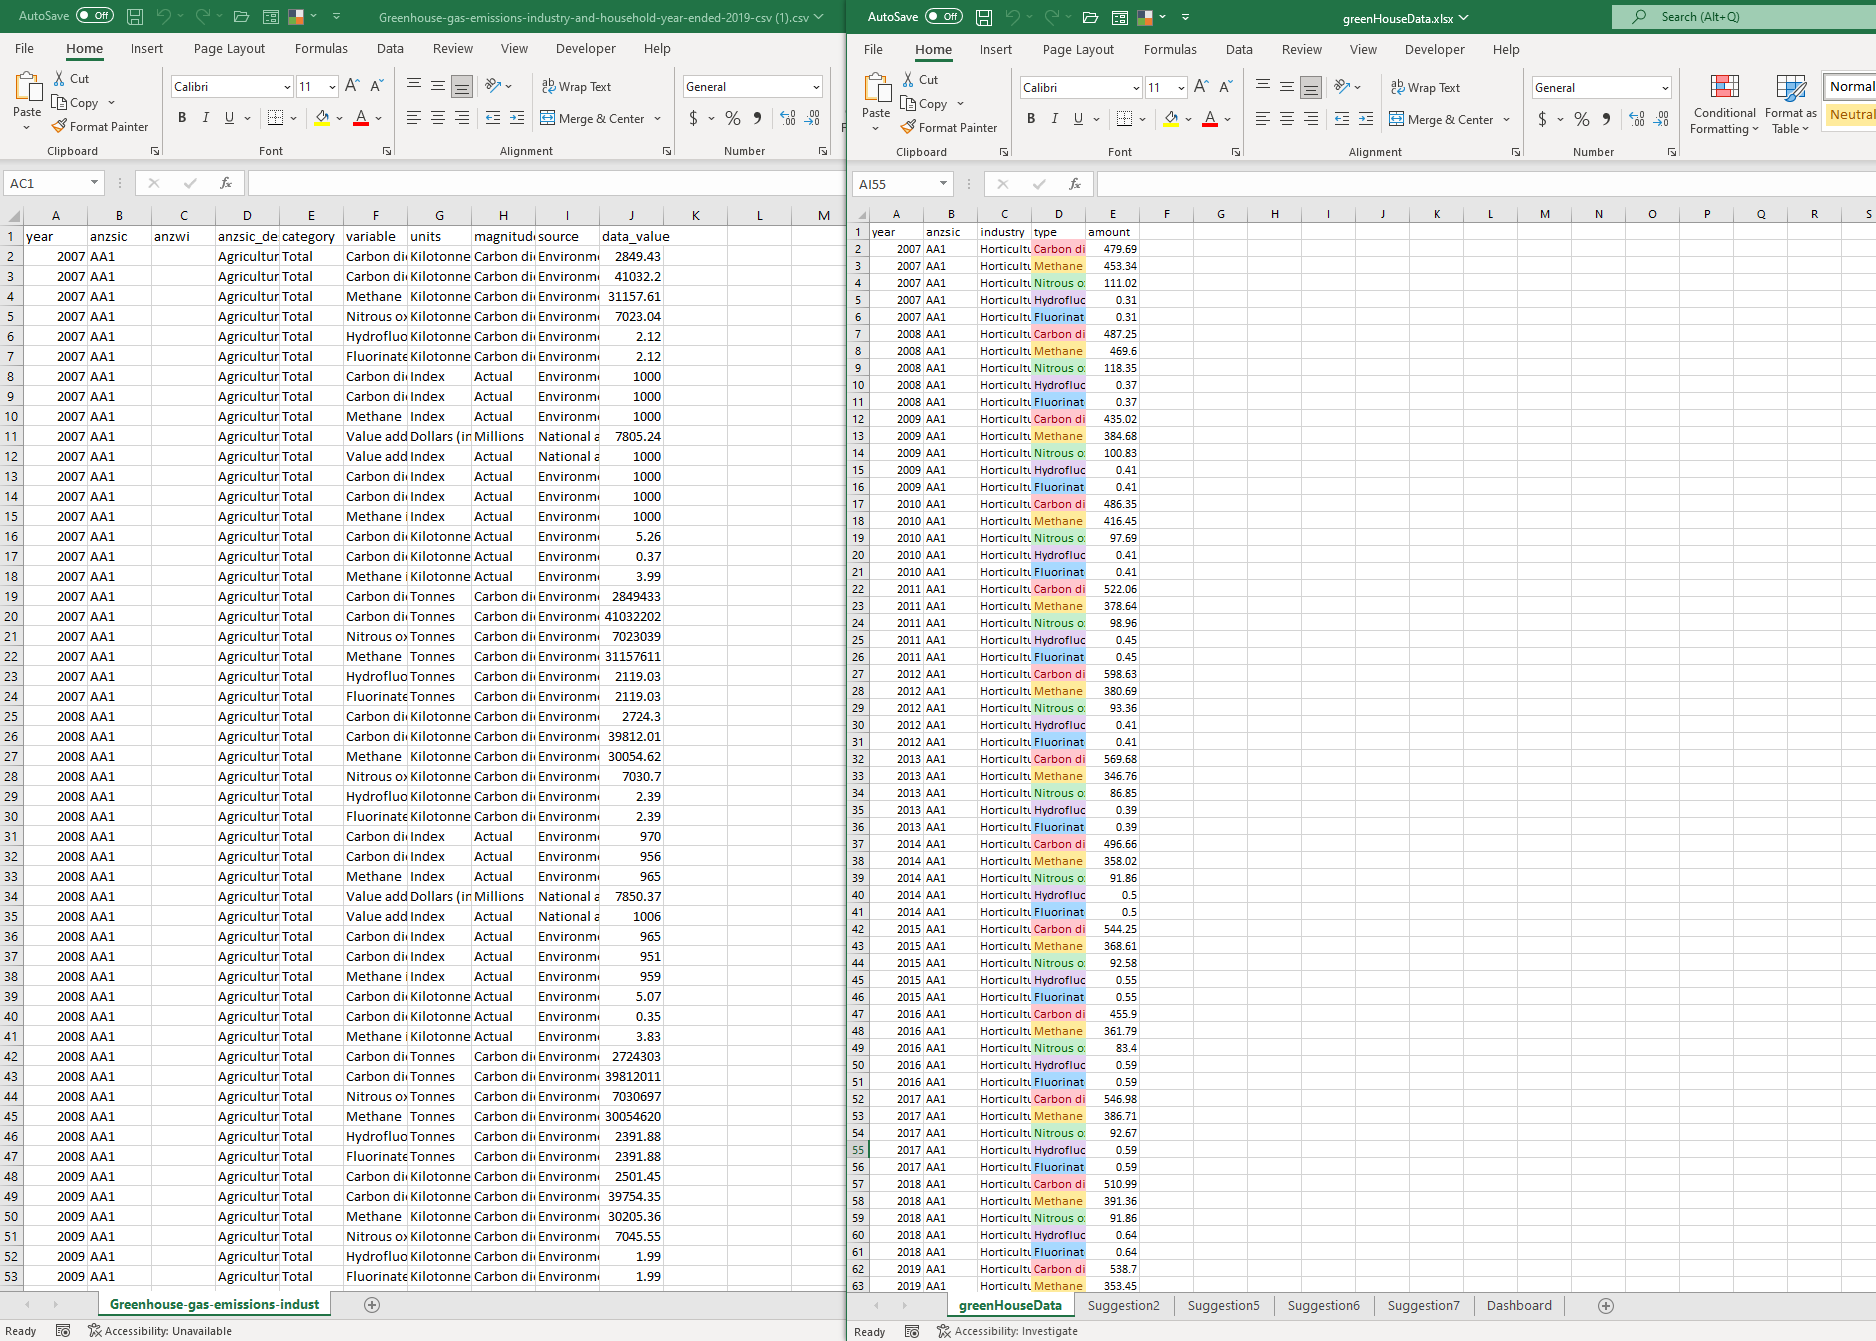 AutoSave Off Greenhouse-gas-emissions-industry-and-household-year-ended-2019-csv (1).csv
File Home Insert Page Layout Formulas Data Review View Developer Help
Cut
Copy
Paste
Format Painter
Calibri 11
B I U
Wrap Text
Merge & Center
General
Clipboard Font Alignment Number
AC1
A B C D E F G H I J K L M
1 year anzsic anzwi anzsic_de category variable units magnitude source data_value
2 2007 AA1 Agricultur Total Carbon di Kilotonne Carbon di Environme 2849.43
3 2007 AA1 Agricultur Total Carbon di Kilotonne Carbon di Environme 41032.2
4 2007 AA1 Agricultur Total Methane Kilotonne Carbon di Environme 31157.61
5 2007 AA1 Agricultur Total Nitrous ox Kilotonne Carbon di Environme 7023.04
6 2007 AA1 Agricultur Total Hydrofluo Kilotonne Carbon di Environme 2.12
7 2007 AA1 Agricultur Total Fluorinate Kilotonne Carbon di Environme 2.12
8 2007 AA1 Agricultur Total Carbon di Index Actual Environme 1000
9 2007 AA1 Agricultur Total Carbon di Index Actual Environme 1000
10 2007 AA1 Agricultur Total Methane Index Actual Environme 1000
11 2007 AA1 Agricultur Total Value add Dollars (in Millions National a 7805.24
12 2007 AA1 Agricultur Total Value add Index Actual National a 1000
13 2007 AA1 Agricultur Total Carbon di Index Actual Environme 1000
14 2007 AA1 Agricultur Total Carbon di Index Actual Environme 1000
15 2007 AA1 Agricultur Total Methane i Index Actual Environme 1000
16 2007 AA1 Agricultur Total Carbon di Kilotonne Actual Environme 5.26
17 2007 AA1 Agricultur Total Carbon di Kilotonne Actual Environme 0.37
18 2007 AA1 Agricultur Total Methane i Kilotonne Actual Environme 3.99
19 2007 AA1 Agricultur Total Carbon di Tonnes Carbon di Environme 2849433
20 2007 AA1 Agricultur Total Carbon di Tonnes Carbon di Environme 41032202
21 2007 AA1 Agricultur Total Nitrous ox Tonnes Carbon di Environme 7023039
22 2007 AA1 Agricultur Total Methane Tonnes Carbon di Environme 31157611
23 2007 AA1 Agricultur Total Hydrofluo Tonnes Carbon di Environme 2119.03
24 2007 AA1 Agricultur Total Fluorinate Tonnes Carbon di Environme 2119.03
25 2008 AA1 Agricultur Total Carbon di Kilotonne Carbon di Environme 2724.3
26 2008 AA1 Agricultur Total Carbon di Kilotonne Carbon di Environme 39812.01
27 2008 AA1 Agricultur Total Methane Kilotonne Carbon di Environme 30054.62
28 2008 AA1 Agricultur Total Nitrous ox Kilotonne Carbon di Environme 7030.7
29 2008 AA1 Agricultur Total Hydrofluo Kilotonne Carbon di Environme 2.39
30 2008 AA1 Agricultur Total Fluorinate Kilotonne Carbon di Environme 2.39
31 2008 AA1 Agricultur Total Carbon di Index Actual Environme 970
32 2008 AA1 Agricultur Total Carbon di Index Actual Environme 956
33 2008 AA1 Agricultur Total Methane Index Actual Environme 965
34 2008 AA1 Agricultur Total Value add Dollars (in Millions National a 7850.37
35 2008 AA1 Agricultur Total Value add Index Actual National a 1006
36 2008 AA1 Agricultur Total Carbon di Index Actual Environme 965
37 2008 AA1 Agricultur Total Carbon di Index Actual Environme 951
38 2008 AA1 Agricultur Total Methane i Index Actual Environme 959
39 2008 AA1 Agricultur Total Carbon di Kilotonne Actual Environme 5.07
40 2008 AA1 Agricultur Total Carbon di Kilotonne Actual Environme 0.35
41 2008 AA1 Agricultur Total Methane i Kilotonne Actual Environme 3.83
42 2008 AA1 Agricultur Total Carbon di Tonnes Carbon di Environme 2724303
43 2008 AA1 Agricultur Total Carbon di Tonnes Carbon di Environme 39812011
44 2008 AA1 Agricultur Total Nitrous ox Tonnes Carbon di Environme 7030697
45 2008 AA1 Agricultur Total Methane Tonnes Carbon di Environme 30054620
46 2008 AA1 Agricultur Total Hydrofluo Tonnes Carbon di Environme 2391.88
47 2008 AA1 Agricultur Total Fluorinate Tonnes Carbon di Environme 2391.88
48 2009 AA1 Agricultur Total Carbon di Kilotonne Carbon di Environme 2501.45
49 2009 AA1 Agricultur Total Carbon di Kilotonne Carbon di Environme 39754.35
50 2009 AA1 Agricultur Total Methane Kilotonne Carbon di Environme 30205.36
51 2009 AA1 Agricultur Total Nitrous ox Kilotonne Carbon di Environme 7045.55
52 2009 AA1 Agricultur Total Hydrofluo Kilotonne Carbon di Environme 1.99
53 2009 AA1 Agricultur Total Fluorinate Kilotonne Carbon di Environme 1.99
Greenhouse-gas-emissions-indust
Ready Accessibility: Unavailable
AutoSave Off greenHouseData.xlsx Search (Alt+Q)
File Home Insert Page Layout Formulas Data Review View Developer Help
Cut
Copy
Paste
Format Painter
Calibri 11
B I U
Wrap Text
Merge & Center
General
Conditional Formatting
Format as Table
Normal
Neutral
Clipboard Font Alignment Number
AI55
A B C D E F G H I J K L M N O P Q R S
1 year anzsic industry type amount
2 2007 AA1 Horticultu Carbon di 479.69
3 2007 AA1 Horticultu Methane 453.34
4 2007 AA1 Horticultu Nitrous o 111.02
5 2007 AA1 Horticultu Hydrofluc 0.31
6 2007 AA1 Horticultu Fluorinat 0.31
7 2008 AA1 Horticultu Carbon di 487.25
8 2008 AA1 Horticultu Methane 469.6
9 2008 AA1 Horticultu Nitrous o 118.35
10 2008 AA1 Horticultu Hydrofluc 0.37
11 2008 AA1 Horticultu Fluorinat 0.37
12 2009 AA1 Horticultu Carbon di 435.02
13 2009 AA1 Horticultu Methane 384.68
14 2009 AA1 Horticultu Nitrous o 100.83
15 2009 AA1 Horticultu Hydrofluc 0.41
16 2009 AA1 Horticultu Fluorinat 0.41
17 2010 AA1 Horticultu Carbon di 486.35
18 2010 AA1 Horticultu Methane 416.45
19 2010 AA1 Horticultu Nitrous o 97.69
20 2010 AA1 Horticultu Hydrofluc 0.41
21 2010 AA1 Horticultu Fluorinat 0.41
22 2011 AA1 Horticultu Carbon di 522.06
23 2011 AA1 Horticultu Methane 378.64
24 2011 AA1 Horticultu Nitrous o 98.96
25 2011 AA1 Horticultu Hydrofluc 0.45
26 2011 AA1 Horticultu Fluorinat 0.45
27 2012 AA1 Horticultu Carbon di 598.63
28 2012 AA1 Horticultu Methane 380.69
29 2012 AA1 Horticultu Nitrous o 93.36
30 2012 AA1 Horticultu Hydrofluc 0.41
31 2012 AA1 Horticultu Fluorinat 0.41
32 2013 AA1 Horticultu Carbon di 569.68
33 2013 AA1 Horticultu Methane 346.76
34 2013 AA1 Horticultu Nitrous o 86.85
35 2013 AA1 Horticultu Hydrofluc 0.39
36 2013 AA1 Horticultu Fluorinat 0.39
37 2014 AA1 Horticultu Carbon di 496.66
38 2014 AA1 Horticultu Methane 358.02
39 2014 AA1 Horticultu Nitrous o 91.86
40 2014 AA1 Horticultu Hydrofluc 0.5
41 2014 AA1 Horticultu Fluorinat 0.5
42 2015 AA1 Horticultu Carbon di 544.25
43 2015 AA1 Horticultu Methane 368.61
44 2015 AA1 Horticultu Nitrous o 92.58
45 2015 AA1 Horticultu Hydrofluc 0.55
46 2015 AA1 Horticultu Fluorinat 0.55
47 2016 AA1 Horticultu Carbon di 455.9
48 2016 AA1 Horticultu Methane 361.79
49 2016 AA1 Horticultu Nitrous o 83.4
50 2016 AA1 Horticultu Hydrofluc 0.59
51 2016 AA1 Horticultu Fluorinat 0.59
52 2017 AA1 Horticultu Carbon di 546.98
53 2017 AA1 Horticultu Methane 386.71
54 2017 AA1 Horticultu Nitrous o 92.67
55 2017 AA1 Horticultu Hydrofluc 0.59
56 2017 AA1 Horticultu Fluorinat 0.59
57 2018 AA1 Horticultu Carbon di 510.99
58 2018 AA1 Horticultu Methane 391.36
59 2018 AA1 Horticultu Nitrous o 91.86
60 2018 AA1 Horticultu Hydrofluc 0.64
61 2018 AA1 Horticultu Fluorinat 0.64
62 2019 AA1 Horticultu Carbon di 538.7
63 2019 AA1 Horticultu Methane 353.45
greenHouseData Suggestion2 Suggestion5 Suggestion6 Suggestion7 Dashboard
Ready Accessibility: Investigate